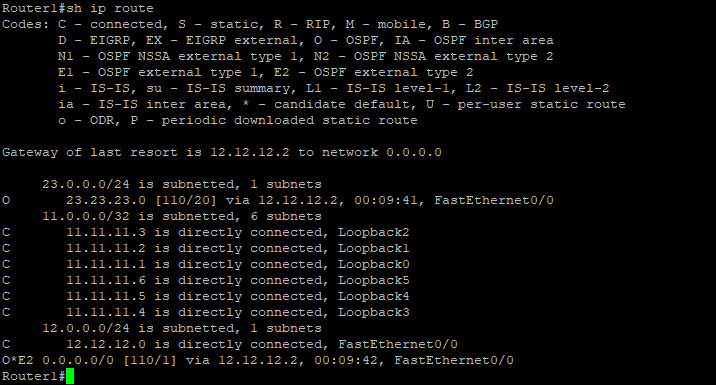 Router1#sh ip route
Codes: C - connected, S - static, R - RIP, M - mobile, B - BGP
       D - EIGRP, EX - EIGRP external, O - OSPF, IA - OSPF inter area
       N1 - OSPF NSSA external type 1, N2 - OSPF NSSA external type 2
       E1 - OSPF external type 1, E2 - OSPF external type 2
       i - IS-IS, su - IS-IS summary, L1 - IS-IS level-1, L2 - IS-IS level-2
       ia - IS-IS inter area, * - candidate default, U - per-user static route
       o - ODR, P - periodic downloaded static route
Gateway of last resort is 12.12.12.2 to network 0.0.0.0
     23.0.0.0/24 is subnetted, 1 subnets
O       23.23.23.0 [110/20] via 12.12.12.2, 00:09:41, FastEthernet0/0
     11.0.0.0/32 is subnetted, 6 subnets
C       11.11.11.3 is directly connected, Loopback2
C       11.11.11.2 is directly connected, Loopback1
C       11.11.11.1 is directly connected, Loopback0
C       11.11.11.6 is directly connected, Loopback5
C       11.11.11.5 is directly connected, Loopback4
C       11.11.11.4 is directly connected, Loopback3
     12.0.0.0/24 is subnetted, 1 subnets
C       12.12.12.0 is directly connected, FastEthernet0/0
O*E2 0.0.0.0/0 [110/1] via 12.12.12.2, 00:09:42, FastEthernet0/0
Router1#